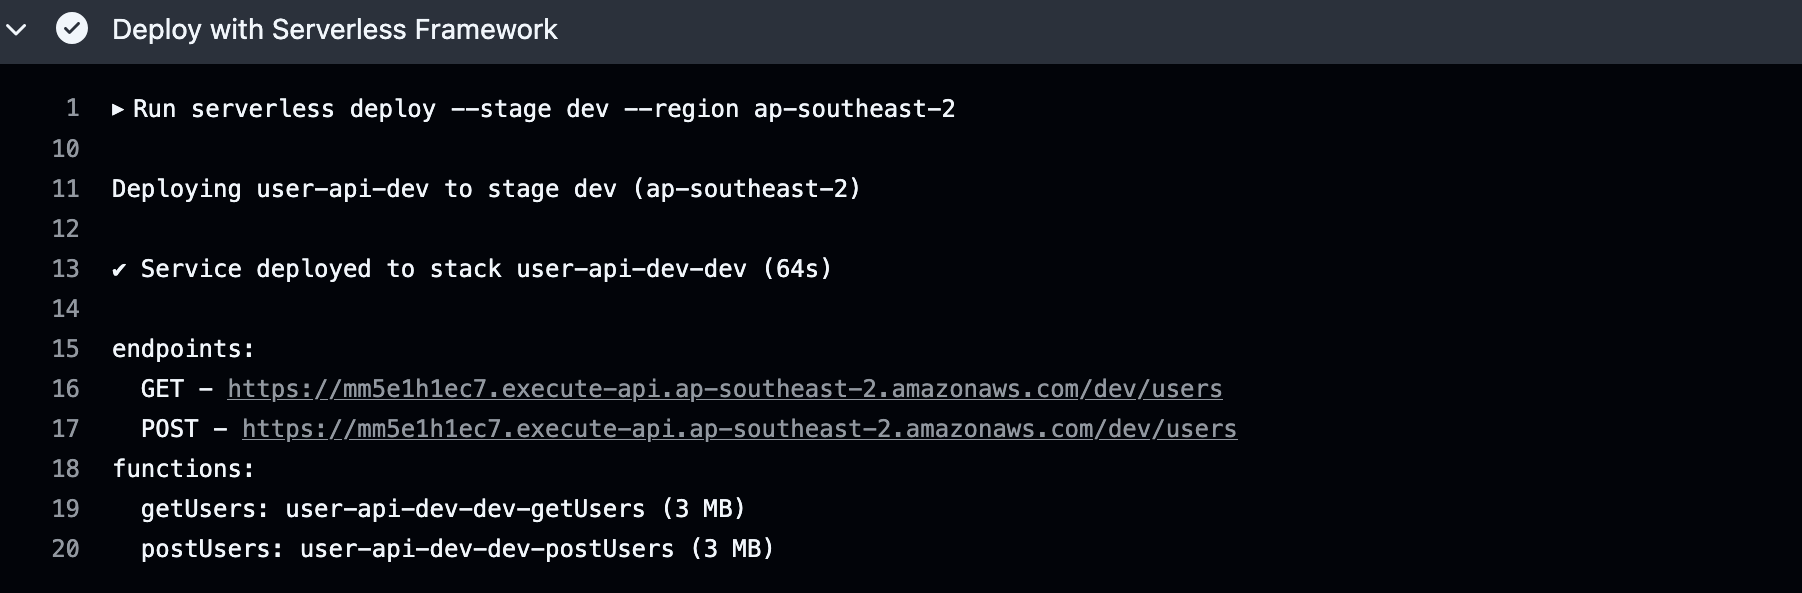 Deploy with Serverless Framework
1 ▶ Run serverless deploy --stage dev --region ap-southeast-2
10
11 Deploying user-api-dev to stage dev (ap-southeast-2)
12
13 ✔ Service deployed to stack user-api-dev-dev (64s)
14
15 endpoints:
16 GET - https://mm5e1h1ec7.execute-api.ap-southeast-2.amazonaws.com/dev/users
17 POST - https://mm5e1h1ec7.execute-api.ap-southeast-2.amazonaws.com/dev/users
18 functions:
19 getUsers: user-api-dev-dev-getUsers (3 MB)
20 postUsers: user-api-dev-dev-postUsers (3 MB)